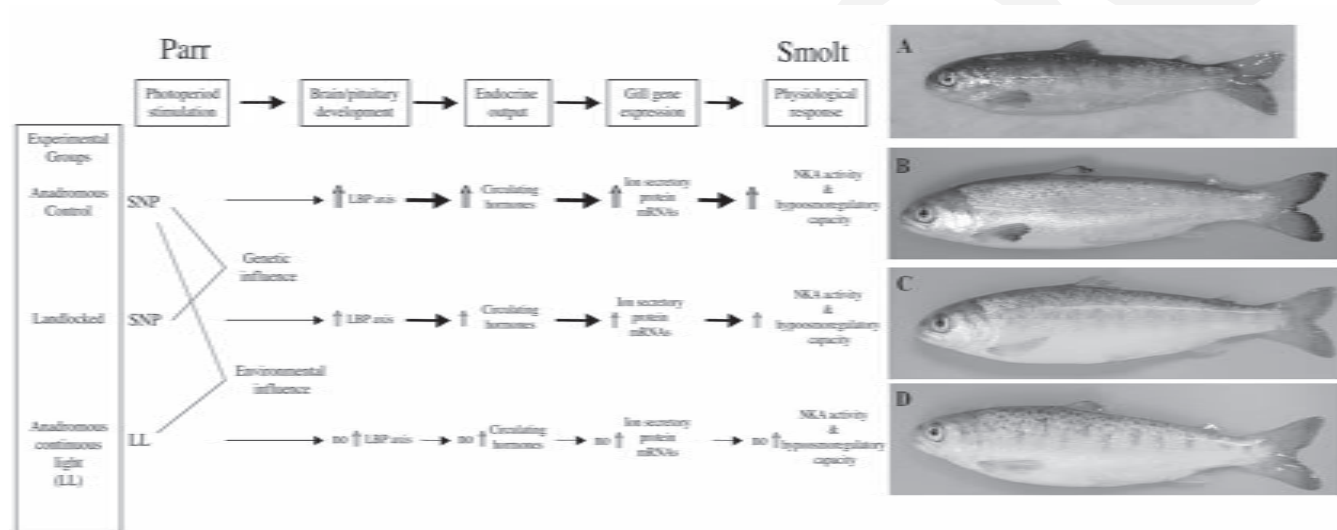 Parr
Smolt
Photoperiod
stimulation
Brain/pituitary
development
Endocrine
output
Gill gene
expression
Physiological
response
Experimental
Groups
Anadromous
Control
SNP
↑ LBP axis
↑ Circulating
hormones
↑ Ion secretory
protein
mRNAs
↑ NKA activity
&
hypoosmoregulatory
capacity
Genetic
influence
Landlocked
SNP
↑ LBP axis
↑ Circulating
hormones
↑ Ion secretory
protein
mRNAs
↑ NKA activity
&
hypoosmoregulatory
capacity
Environmental
influence
Anadromous
continuous
light
(LL)
LL
no ↑ LBP axis
no ↑ Circulating
hormones
no ↑ Ion secretory
protein
mRNAs
no ↑ NKA activity
&
hypoosmoregulatory
capacity
A
B
C
D